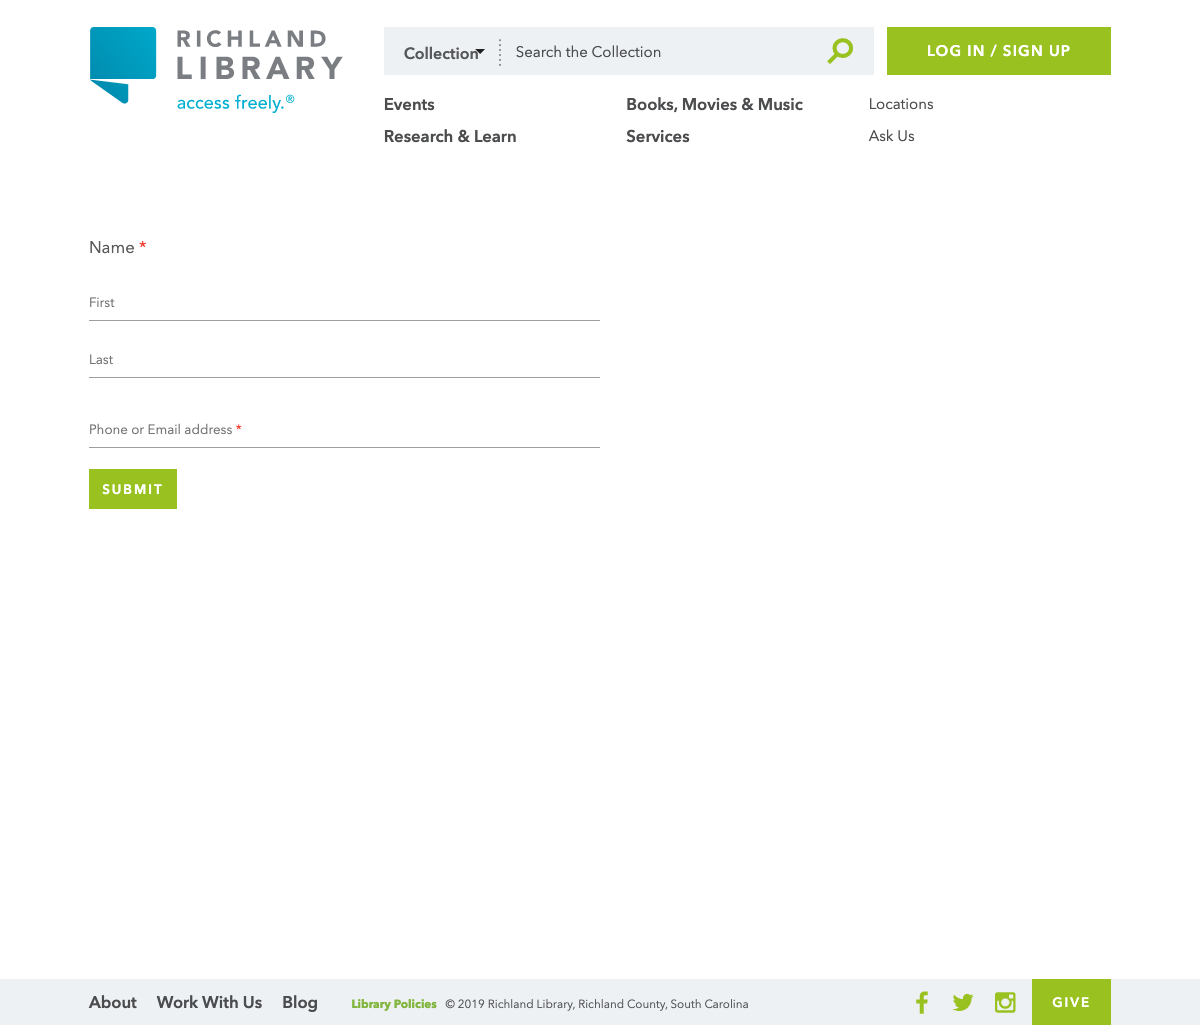 RICHLAND
LIBRARY
access freely.®
Collection
Search the Collection
LOG IN / SIGN UP
Events
Books, Movies & Music
Locations
Research & Learn
Services
Ask Us
Name *
First
Last
Phone or Email address *
SUBMIT
About
Work With Us
Blog
Library Policies © 2019 Richland Library, Richland County, South Carolina
GIVE